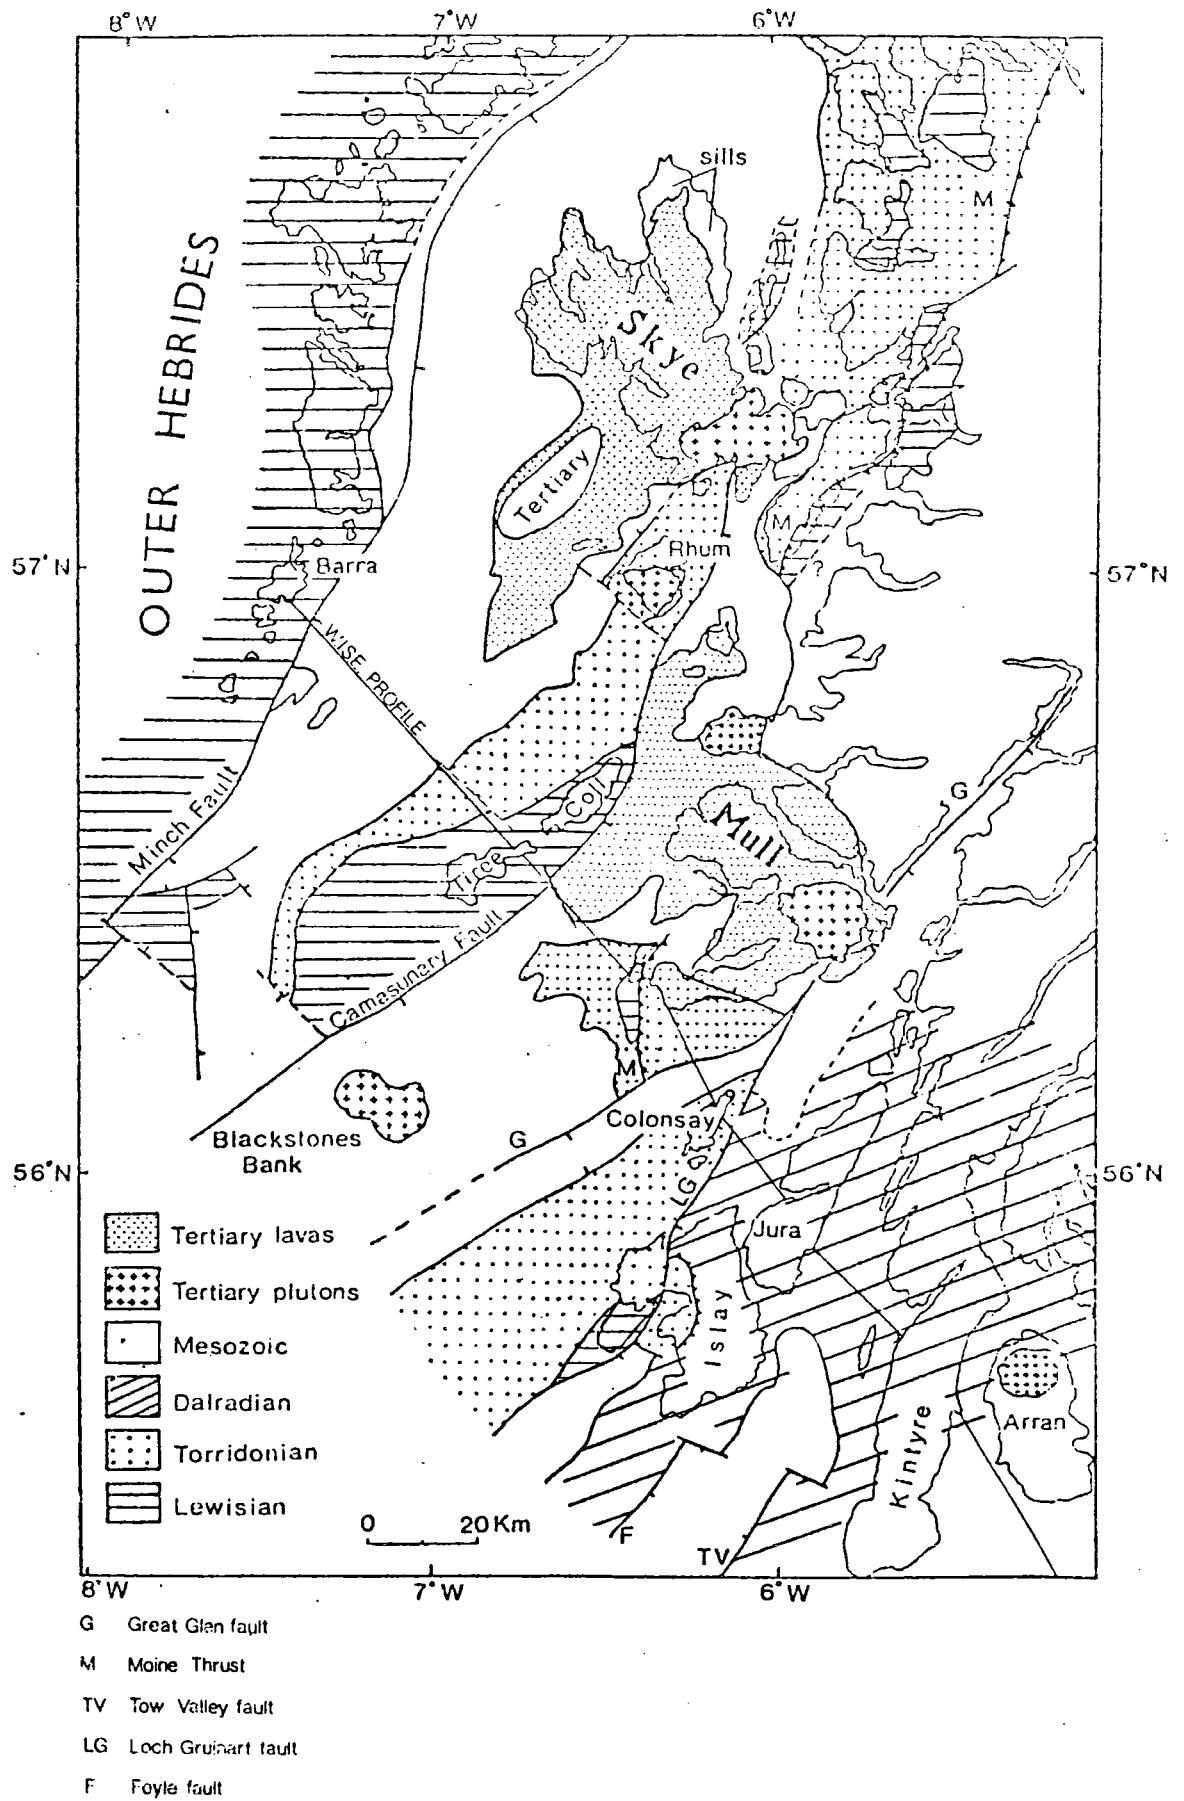 8°W 7°W 6°W
sills
M
OUTER HEBRIDES
Skye
Tertiary
M
Rhum
57°N
Barra
57°N
?
WISE PROFILE
G
Coll
Mull
Minch Fault
Tiree
Camasunary Fault
M
Colonsay
Blackstones
Bank
G
56°N
56°N
LG
Jura
Islay
Arran
Kintyre
Tertiary lavas
Tertiary plutons
Mesozoic
Dalradian
Torridonian
Lewisian
0 20 Km
F
TV
8°W 7°W 6°W
G Great Glen fault
M Moine Thrust
TV Tow Valley fault
LG Loch Gruinart fault
F Foyle fault